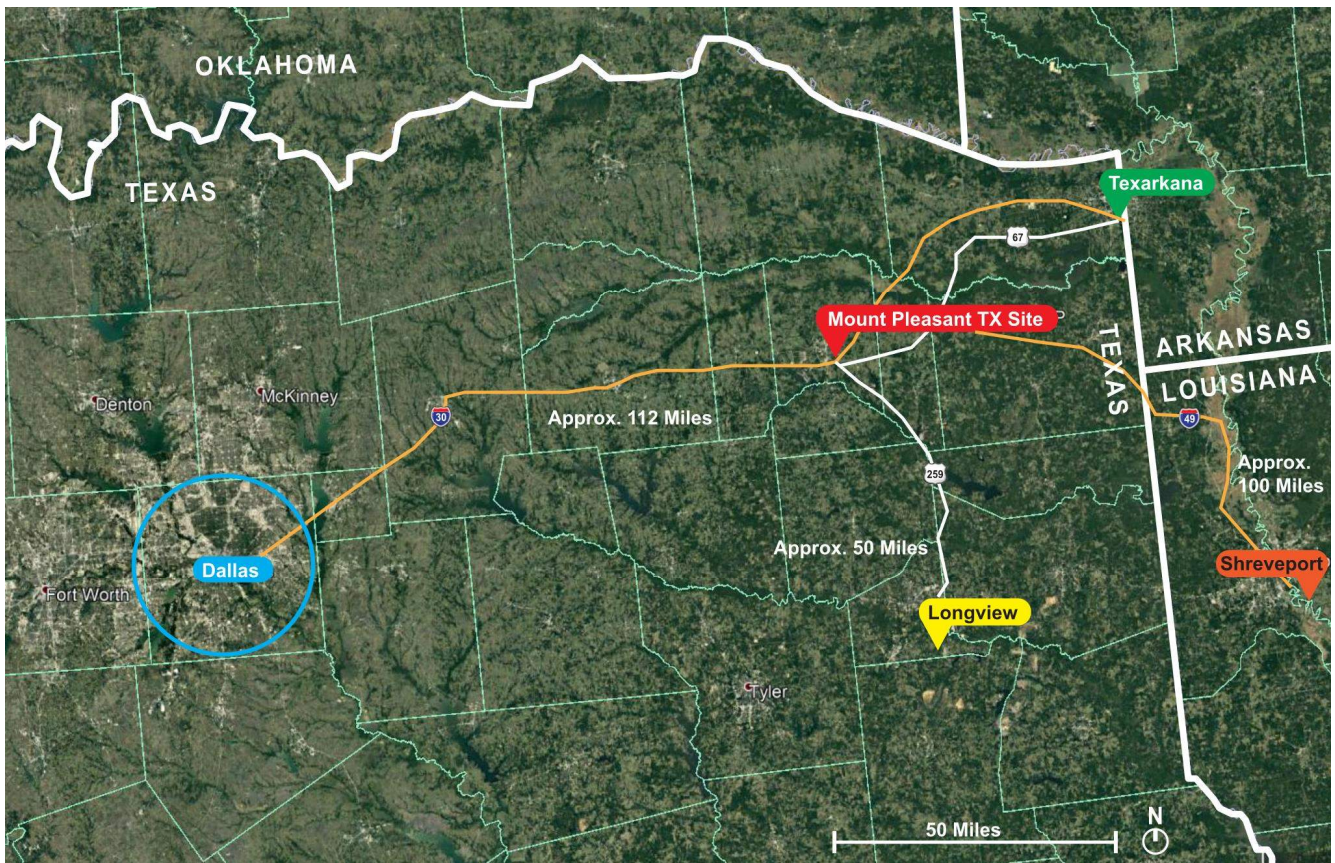 OKLAHOMA
TEXAS
Texarkana
67
Mount Pleasant TX Site
TEXAS
ARKANSAS
LOUISIANA
Denton
McKinney
30
Approx. 112 Miles
49
259
Approx.
100 Miles
Approx. 50 Miles
Dallas
Shreveport
Fort Worth
Longview
Tyler
50 Miles
N